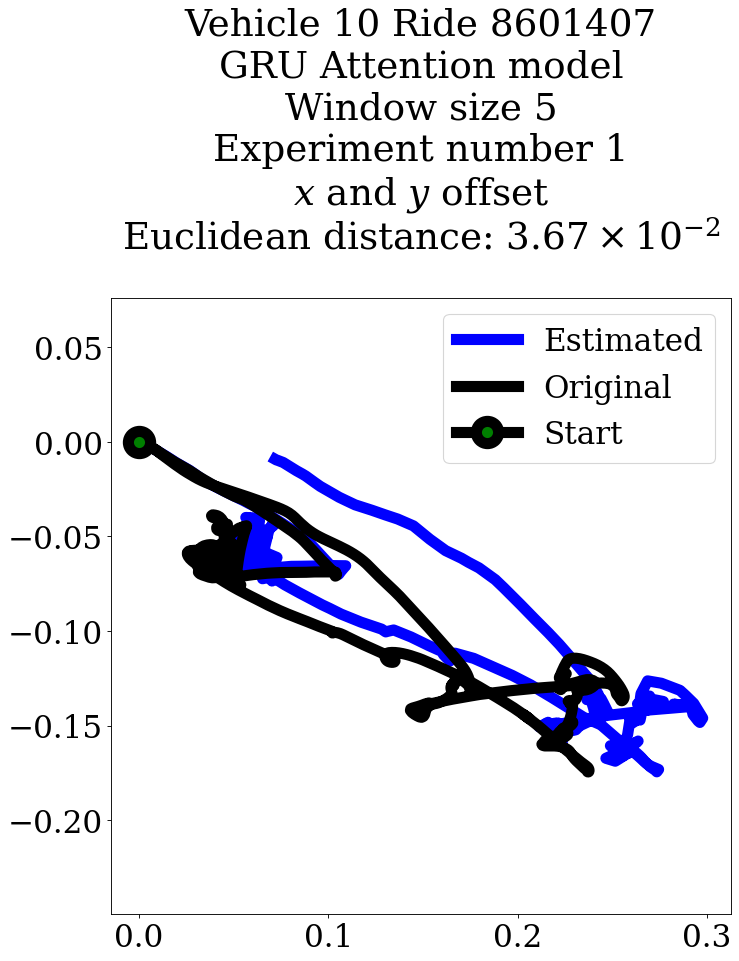 Vehicle 10 Ride 8601407
GRU Attention model
Window size 5
Experiment number 1
x and y offset
Euclidean distance: 3.67 × 10⁻²
Estimated
Original
Start
0.05
0.00
−0.05
−0.10
−0.15
−0.20
0.0 0.1 0.2 0.3